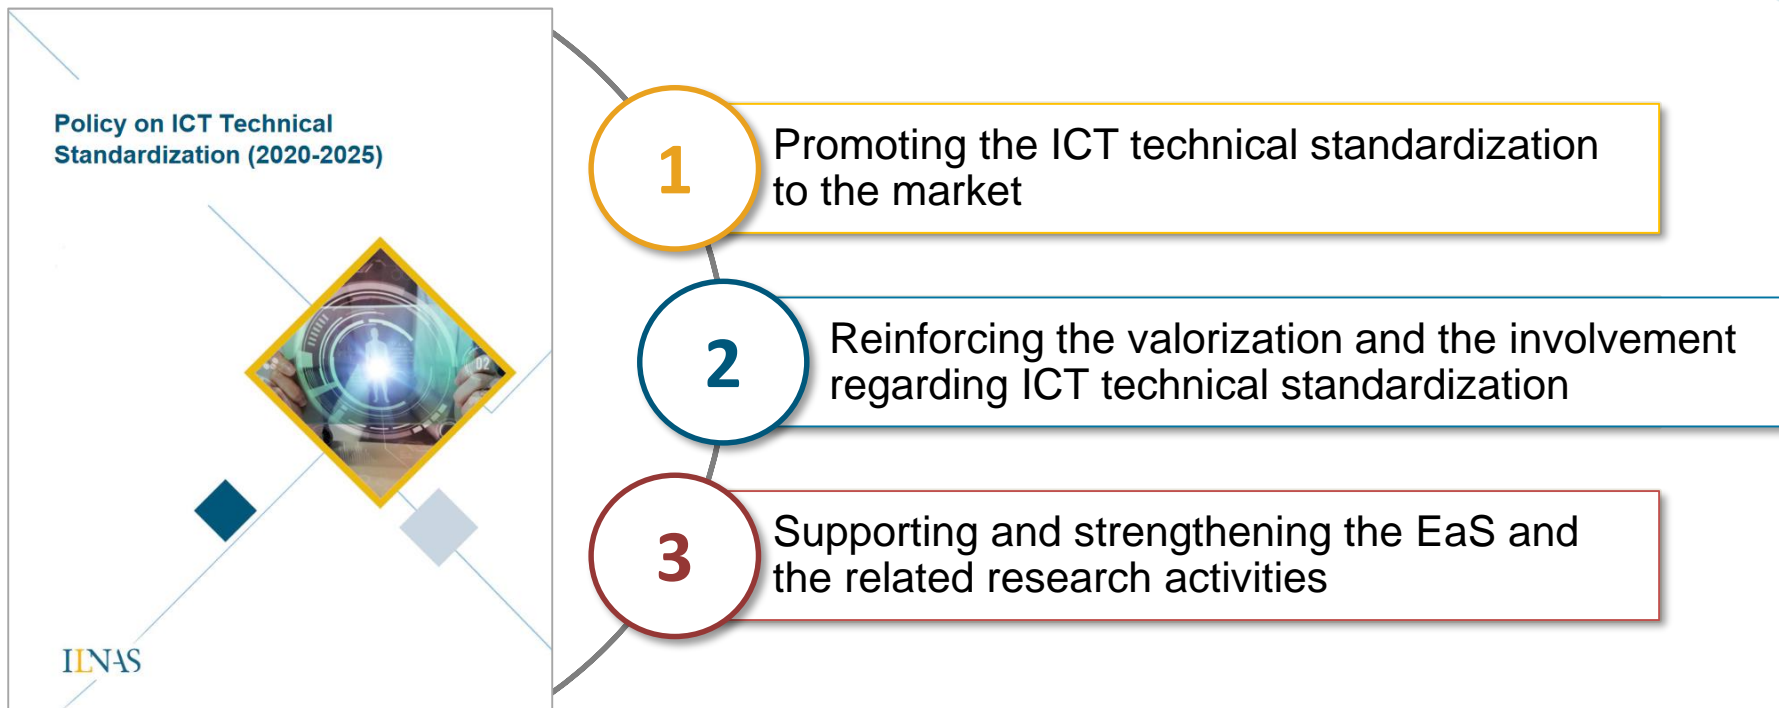 Policy on ICT Technical
Standardization (2020-2025)
02
ILNAS
1
Promoting the ICT technical standardization
to the market
2
Reinforcing the valorization and the involvement
regarding ICT technical standardization
3
Supporting and strengthening the EaS and
the related research activities